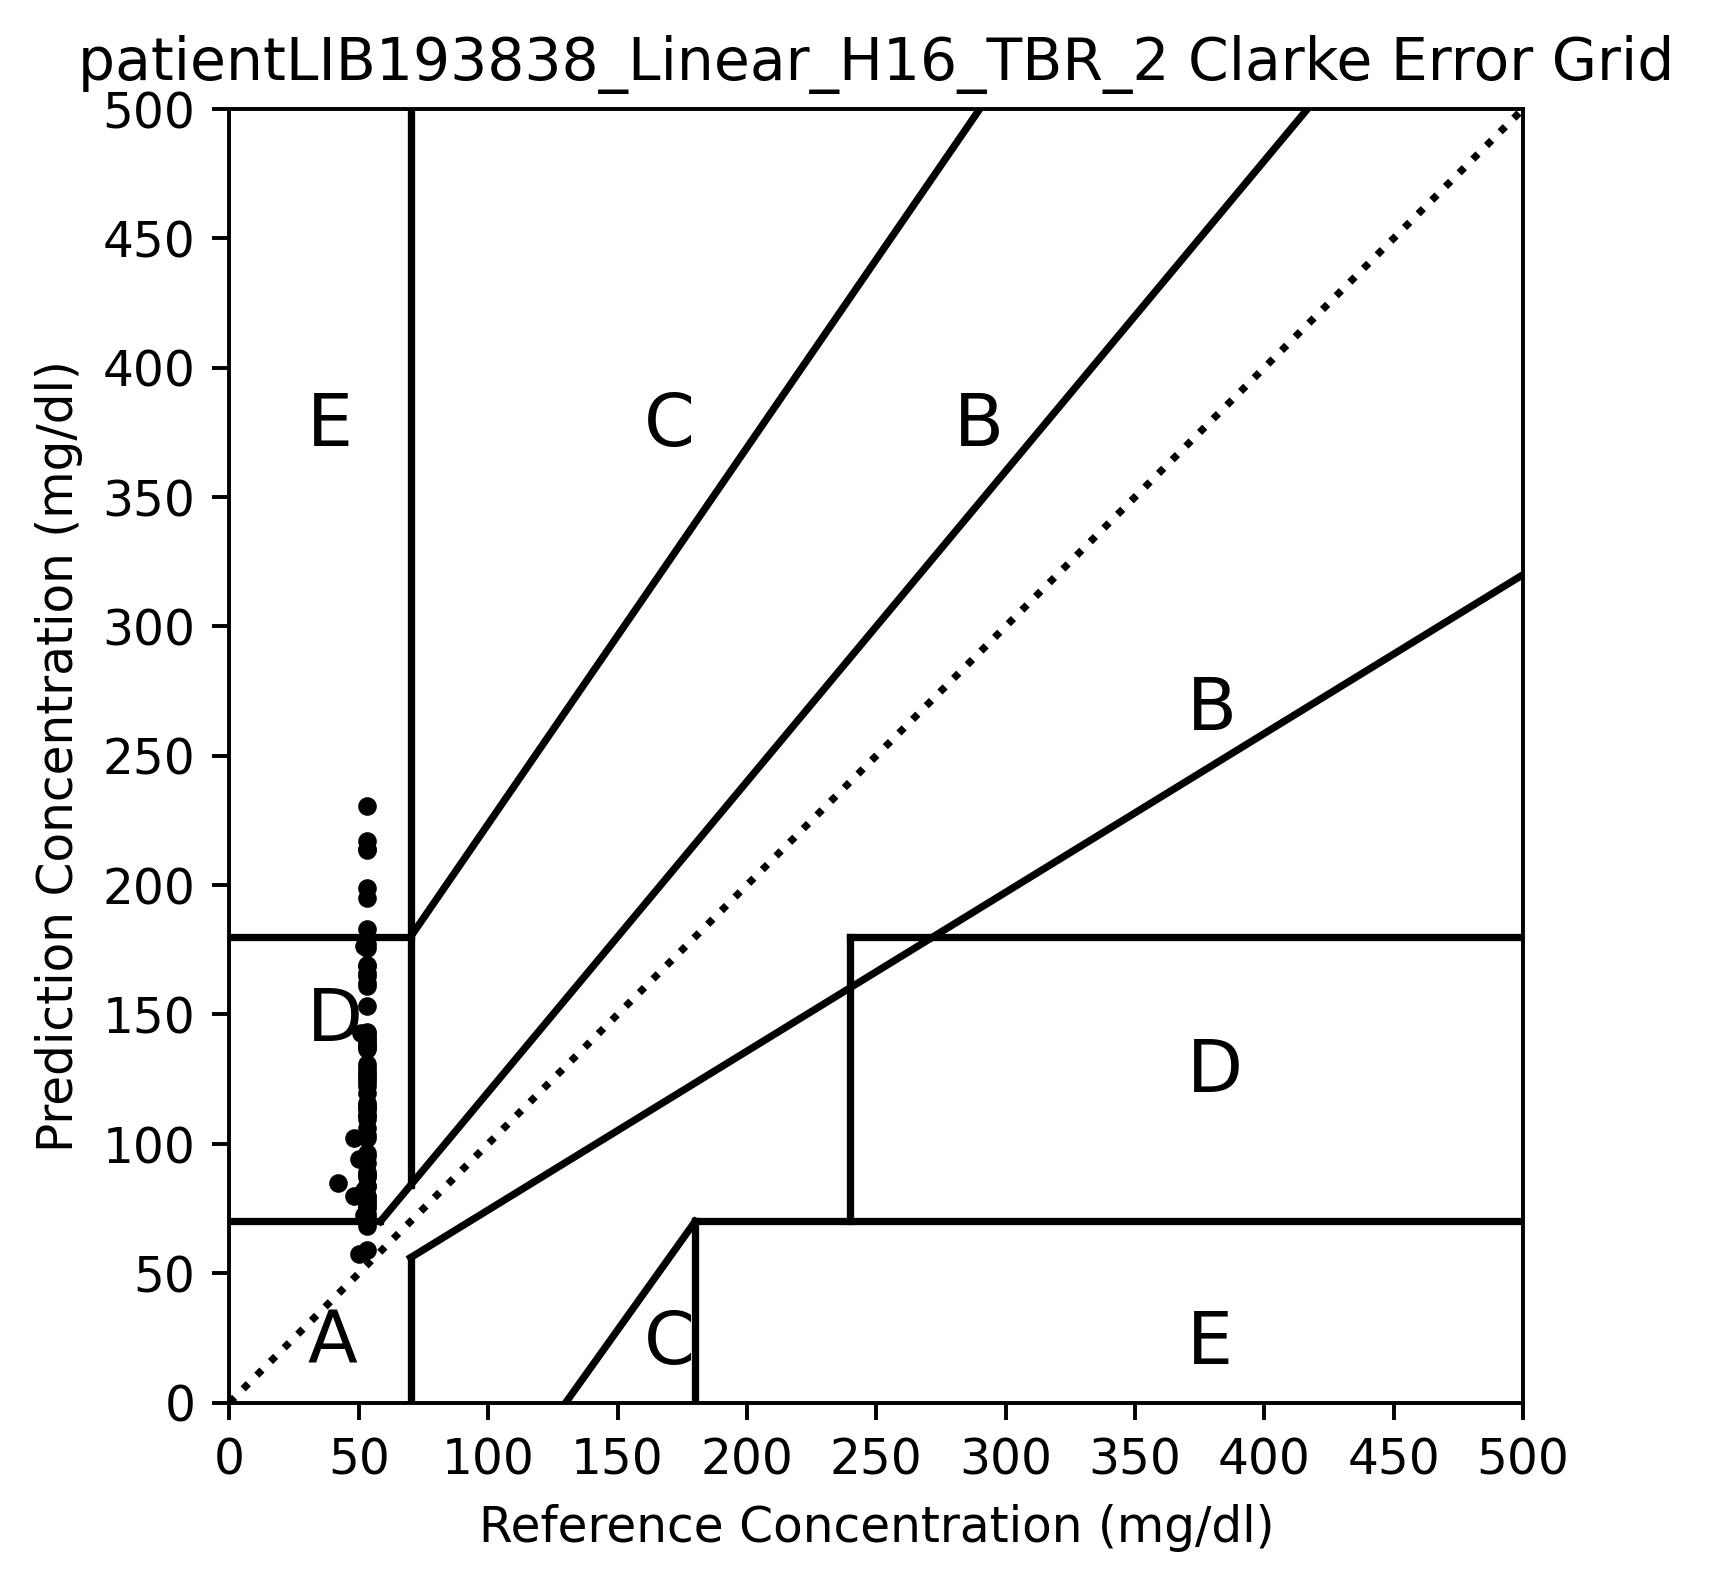 patientLIB193838_Linear_H16_TBR_2 Clarke Error Grid
500
450
400
350
300
250
200
150
100
50
0
Prediction Concentration (mg/dl)
E
C
B
B
D
D
A
C
E
0 50 100 150 200 250 300 350 400 450 500
Reference Concentration (mg/dl)